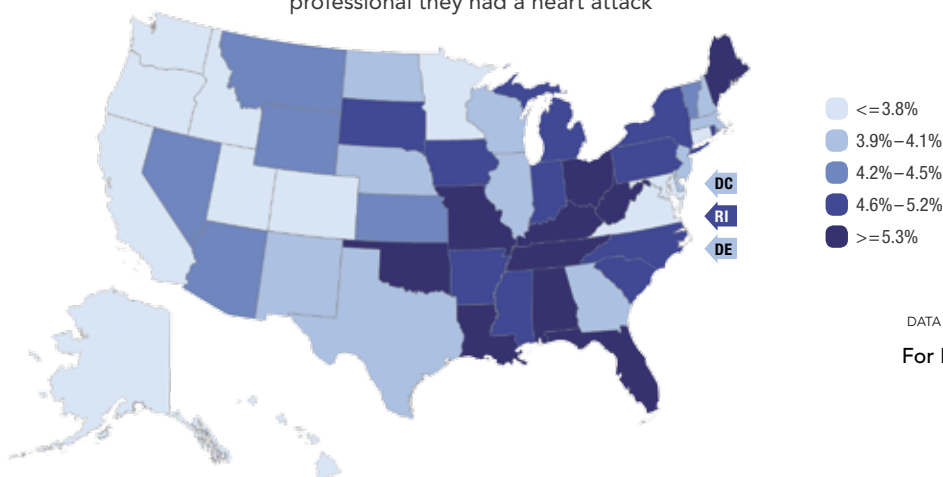 professional they had a heart attack
<=3.8%
3.9%–4.1%
4.2%–4.5%
4.6%–5.2%
>=5.3%
DC
RI
DE
DATA
For